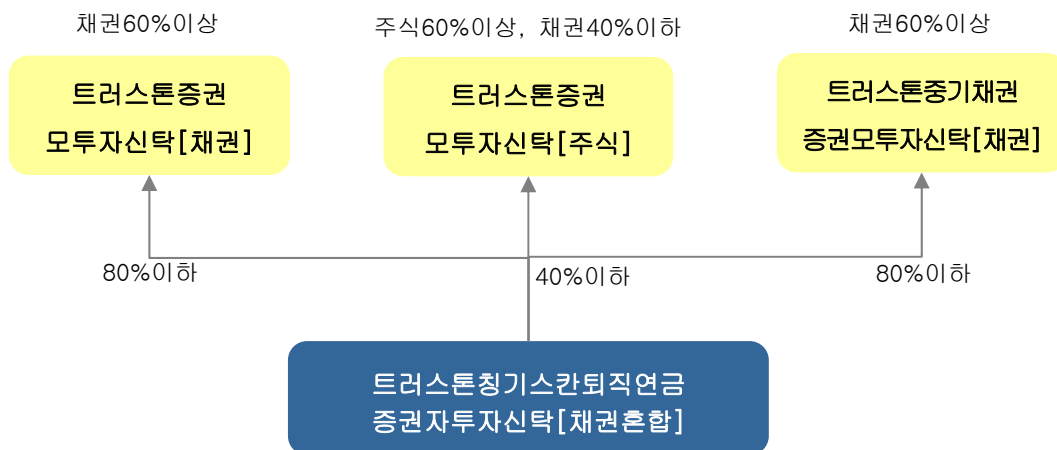 채권60%이상
주식60%이상, 채권40%이하
채권60%이상
트러스톤증권
모투자신탁[채권]
트러스톤증권
모투자신탁[주식]
트러스톤중기채권
증권모투자신탁[채권]
80%이하
40%이하
80%이하
트러스톤칭기스칸퇴직연금
증권자투자신탁[채권혼합]